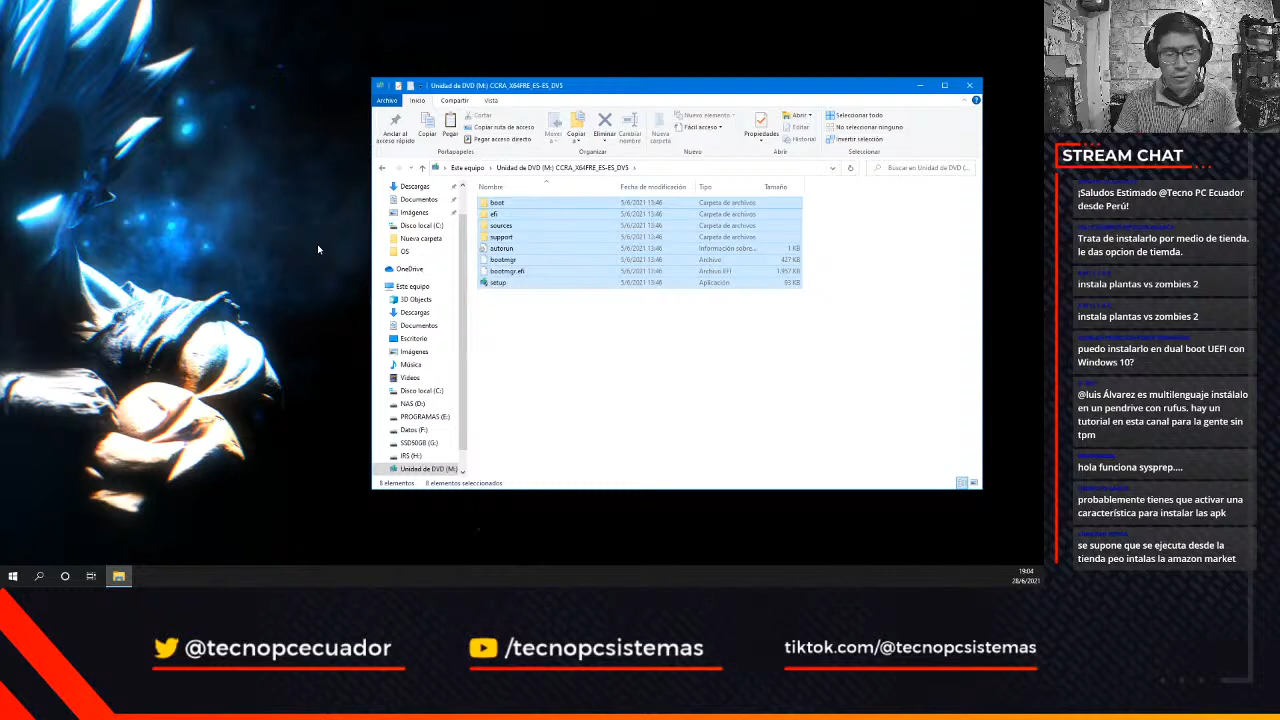 Unidad de DVD (M:) CCRA_X64FRE_ES-ES_DV5
Archivo Inicio Compartir Vista
Anclar al acceso rápido
Copiar
Pegar
Cortar
Copiar ruta de acceso
Pegar acceso directo
Portapapeles
Mover a
Copiar a
Eliminar
Cambiar nombre
Organizar
Nueva carpeta
Nuevo elemento
Fácil acceso
Nuevo
Propiedades
Abrir
Editar
Historial
Abrir
Seleccionar todo
No seleccionar ninguno
Invertir selección
Seleccionar
Este equipo > Unidad de DVD (M:) CCRA_X64FRE_ES-ES_DV5 >
Buscar en Unidad de DVD (...
Descargas
Documentos
Imágenes
Disco local (C:)
Nueva carpeta
OS
OneDrive
Este equipo
3D Objects
Descargas
Documentos
Escritorio
Imágenes
Música
Vídeos
Disco local (C:)
NAS (D:)
PROGRAMAS (E:)
Datos (F:)
SSD50GB (G:)
IRS (H:)
Unidad de DVD (M:)
Nombre Fecha de modificación Tipo Tamaño
boot 5/6/2021 13:46 Carpeta de archivos
efi 5/6/2021 13:46 Carpeta de archivos
sources 5/6/2021 13:46 Carpeta de archivos
support 5/6/2021 13:46 Carpeta de archivos
autorun 5/6/2021 13:46 Información sobre... 1 KB
bootmgr 5/6/2021 13:46 Archivo 427 KB
bootmgr.efi 5/6/2021 13:46 Archivo EFI 1.957 KB
setup 5/6/2021 13:46 Aplicación 93 KB
8 elementos 8 elementos seleccionados
19:04
28/6/2021
STREAM CHAT
¡Saludos Estimado @Tecno PC Ecuador
desde Perú!
Trata de instalarlo por medio de tienda.
le das opcion de tiemda.
instala plantas vs zombies 2
instala plantas vs zombies 2
puedo instalarlo en dual boot UEFI con
Windows 10?
@luis Álvarez es multilenguaje instálalo
en un pendrive con rufus. hay un
tutorial en esta canal para la gente sin
tpm
hola funciona sysprep....
probablemente tienes que activar una
característica para instalar las apk
se supone que se ejecuta desde la
tienda peo intalas la amazon market
@tecnopcecuador
/tecnopcsistemas
tiktok.com/@tecnopcsistemas